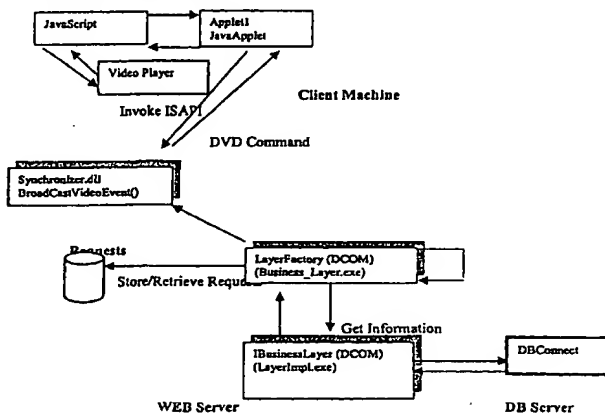 JavaScript
Applet1
JavaApplet
Video Player
Client Machine
Invoke ISAPI
DVD Command
Synchronizer.dll
BroadCastVideoEvent()
Requests
LayerFactory (DCOM)
(Business_Layer.exe)
Store/Retrieve Reques
Get Information
IBusinessLayer (DCOM)
(LayerImpl.exe)
DBConnect
WEB Server
DB Server